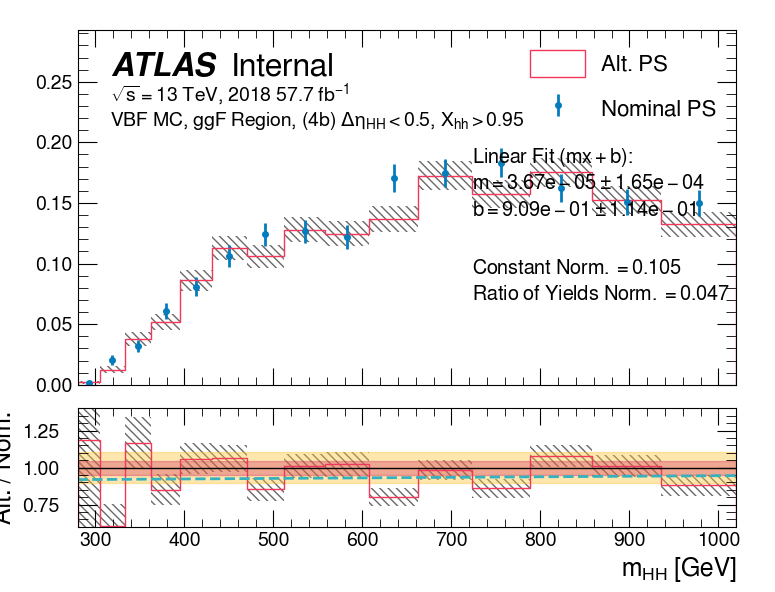 ATLAS Internal
√s = 13 TeV, 2018 57.7 fb⁻¹
VBF MC, ggF Region, (4b) Δη_HH < 0.5, X_hh > 0.95
Alt. PS
Nominal PS
Linear Fit (mx + b):
m = 3.67e − 05 ± 1.65e − 04
b = 9.09e − 01 ± 1.14e − 01
Constant Norm. = 0.105
Ratio of Yields Norm. = 0.047
0.25
0.20
0.15
0.10
0.05
0.00
Alt. / Nom.
1.25
1.00
0.75
300 400 500 600 700 800 900 1000
m_HH [GeV]